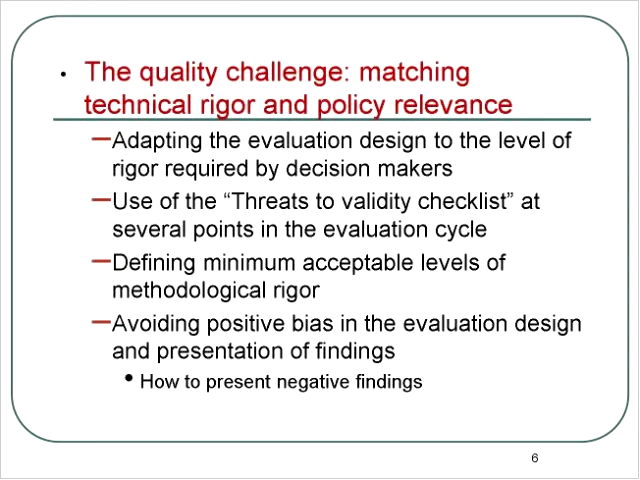 • The quality challenge: matching
technical rigor and policy relevance
—Adapting the evaluation design to the level of
rigor required by decision makers
—Use of the “Threats to validity checklist” at
several points in the evaluation cycle
—Defining minimum acceptable levels of
methodological rigor
—Avoiding positive bias in the evaluation design
and presentation of findings
• How to present negative findings
6